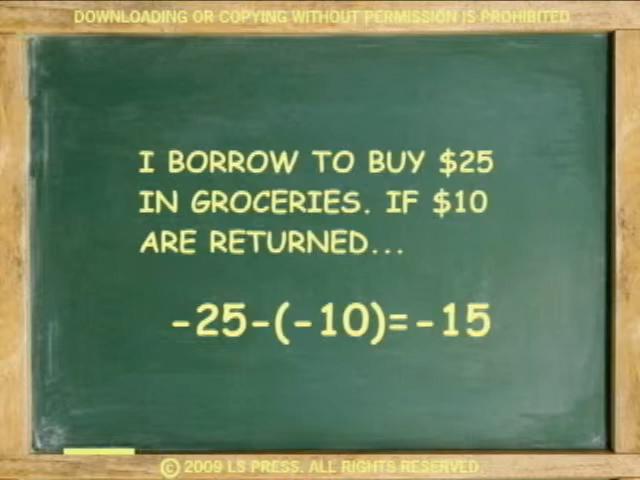 DOWNLOADING OR COPYING WITHOUT PERMISSION IS PROHIBITED
I BORROW TO BUY $25
IN GROCERIES. IF $10
ARE RETURNED...
-25-(-10)=-15
© 2009 LS PRESS. ALL RIGHTS RESERVED.